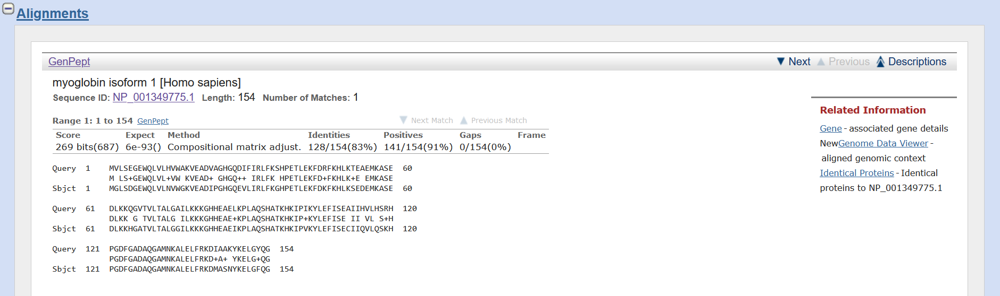 Alignments
GenPept Next Previous Descriptions
myoglobin isoform 1 [Homo sapiens]
Sequence ID: NP_001349775.1 Length: 154 Number of Matches: 1
Range 1: 1 to 154 GenPept Next Match Previous Match
Score Expect Method Identities Positives Gaps Frame
269 bits(687) 6e-93() Compositional matrix adjust. 128/154(83%) 141/154(91%) 0/154(0%)
Query 1 MVLSEGEWQLVLHVWAKVEADVAGHGQDIFIRLFKSHPETLEKFDRFKHLKTEAEMKASE 60
M LS+GEWQLVL+VW KVEAD+ GHGQ++ IRLFK HPETLEKFD+FKHLK+E EMKASE
Sbjct 1 MGLSDGEWQLVLNVWGKVEADIPGHGQEVLIRLFKGHPETLEKFDKFKHLKSEDEMKASE 60
Query 61 DLKKQGVTVLTALGAILKKKGHHEAELKPLAQSHATKHKIPIKYLEFISEAIIHVLHSRH 120
DLKK G TVLTALG ILKKKGHHEAE+KPLAQSHATKHKIP+KYLEFISE II VL S+H
Sbjct 61 DLKKHGATVLTALGGILKKKGHHEAEIKPLAQSHATKHKIPVKYLEFISECIIQVLQSKH 120
Query 121 PGDFGADAQGAMNKALELFRKDIAAKYKELGYQG 154
PGDFGADAQGAMNKALELFRKD+A+ YKELG+QG
Sbjct 121 PGDFGADAQGAMNKALELFRKDMASNYKELGFQG 154
Related Information
Gene - associated gene details
NewGenome Data Viewer -
aligned genomic context
Identical Proteins - Identical
proteins to NP_001349775.1